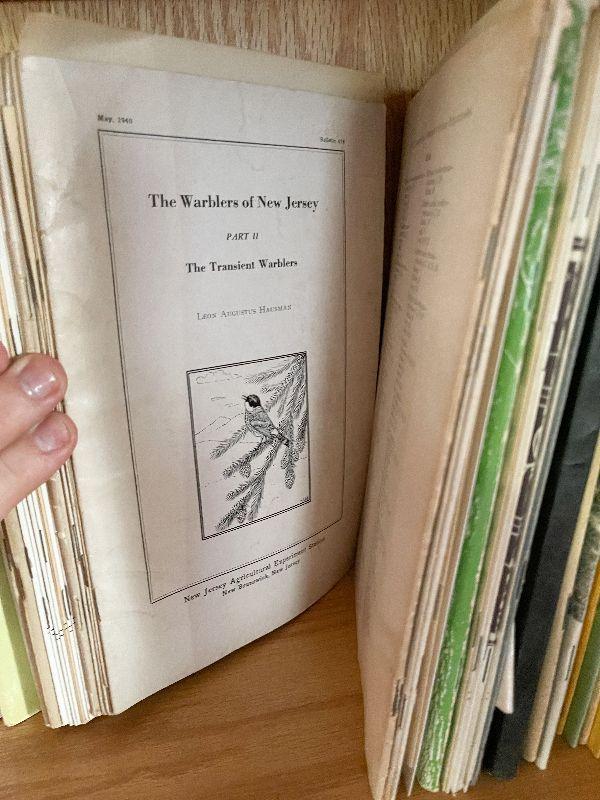 May, 1940
Bulletin
The Warblers of New Jersey
PART II
The Transient Warblers
LEON AUGUSTUS HAUSMAN
New Jersey Agricultural Experiment Station
New Brunswick, New Jersey